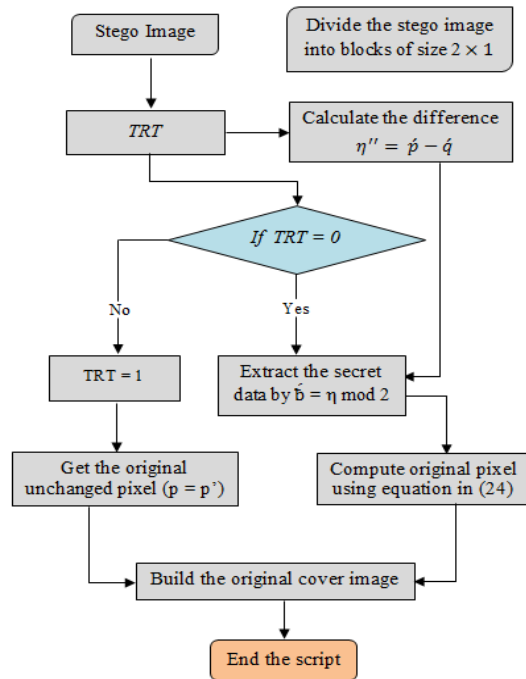 Stego Image
Divide the stego image
into blocks of size 2 × 1
TRT
Calculate the difference
η′′ = ṕ − q́
If TRT = 0
No
Yes
TRT = 1
Extract the secret
data by b́ = η mod 2
Get the original
unchanged pixel (p = p’)
Compute original pixel
using equation in (24)
Build the original cover image
End the script